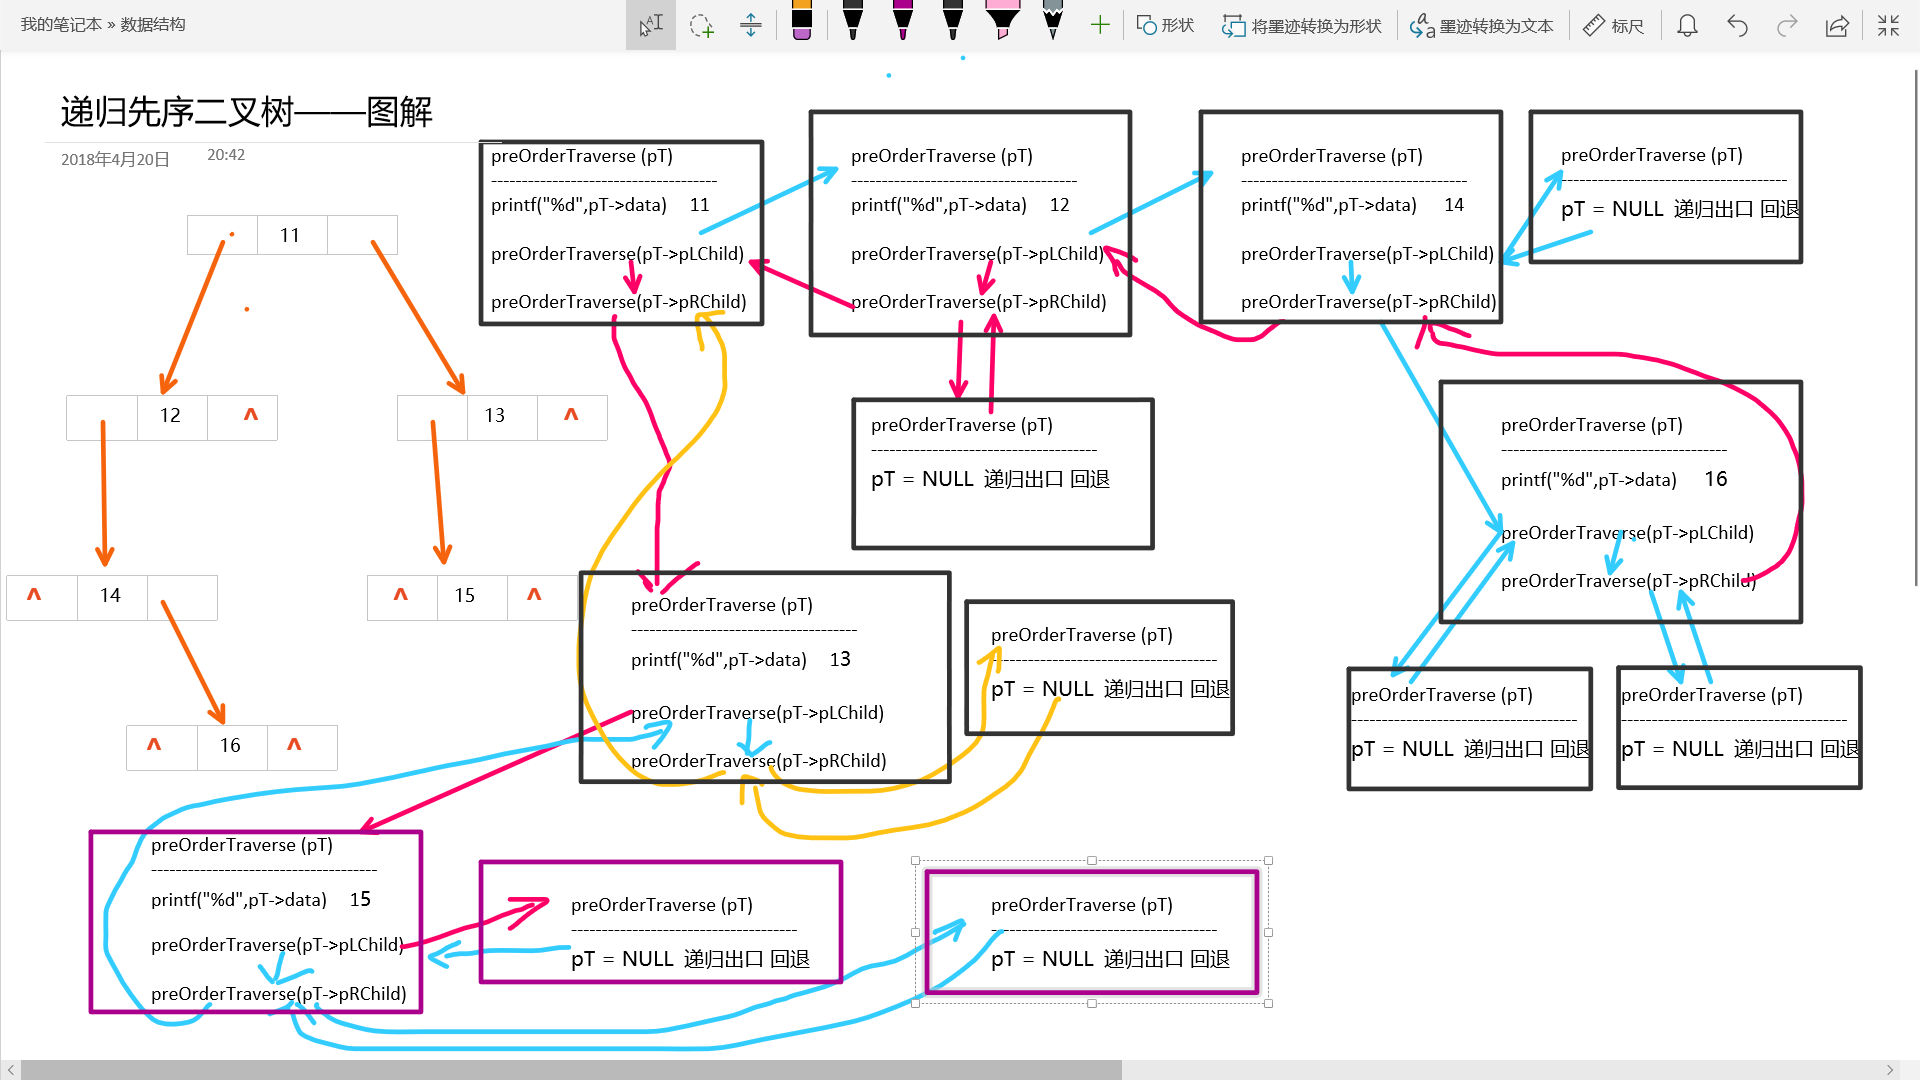 我的笔记本 » 数据结构
形状
将墨迹转换为形状
墨迹转换为文本
标尺
递归先序二叉树——图解
2018年4月20日 20:42
11
12 ^
13 ^
^ 14
^ 15 ^
^ 16 ^
preOrderTraverse (pT)
-------------------------------------
printf("%d",pT->data) 11
preOrderTraverse(pT->pLChild)
preOrderTraverse(pT->pRChild)
preOrderTraverse (pT)
-------------------------------------
printf("%d",pT->data) 12
preOrderTraverse(pT->pLChild)
preOrderTraverse(pT->pRChild)
preOrderTraverse (pT)
-------------------------------------
printf("%d",pT->data) 14
preOrderTraverse(pT->pLChild)
preOrderTraverse(pT->pRChild)
preOrderTraverse (pT)
-------------------------------------
pT = NULL 递归出口 回退
preOrderTraverse (pT)
-------------------------------------
pT = NULL 递归出口 回退
preOrderTraverse (pT)
-------------------------------------
printf("%d",pT->data) 16
preOrderTraverse(pT->pLChild)
preOrderTraverse(pT->pRChild)
preOrderTraverse (pT)
-------------------------------------
printf("%d",pT->data) 13
preOrderTraverse(pT->pLChild)
preOrderTraverse(pT->pRChild)
preOrderTraverse (pT)
-------------------------------------
pT = NULL 递归出口 回退
preOrderTraverse (pT)
-------------------------------------
pT = NULL 递归出口 回退
preOrderTraverse (pT)
-------------------------------------
pT = NULL 递归出口 回退
preOrderTraverse (pT)
-------------------------------------
printf("%d",pT->data) 15
preOrderTraverse(pT->pLChild)
preOrderTraverse(pT->pRChild)
preOrderTraverse (pT)
-------------------------------------
pT = NULL 递归出口 回退
preOrderTraverse (pT)
-------------------------------------
pT = NULL 递归出口 回退